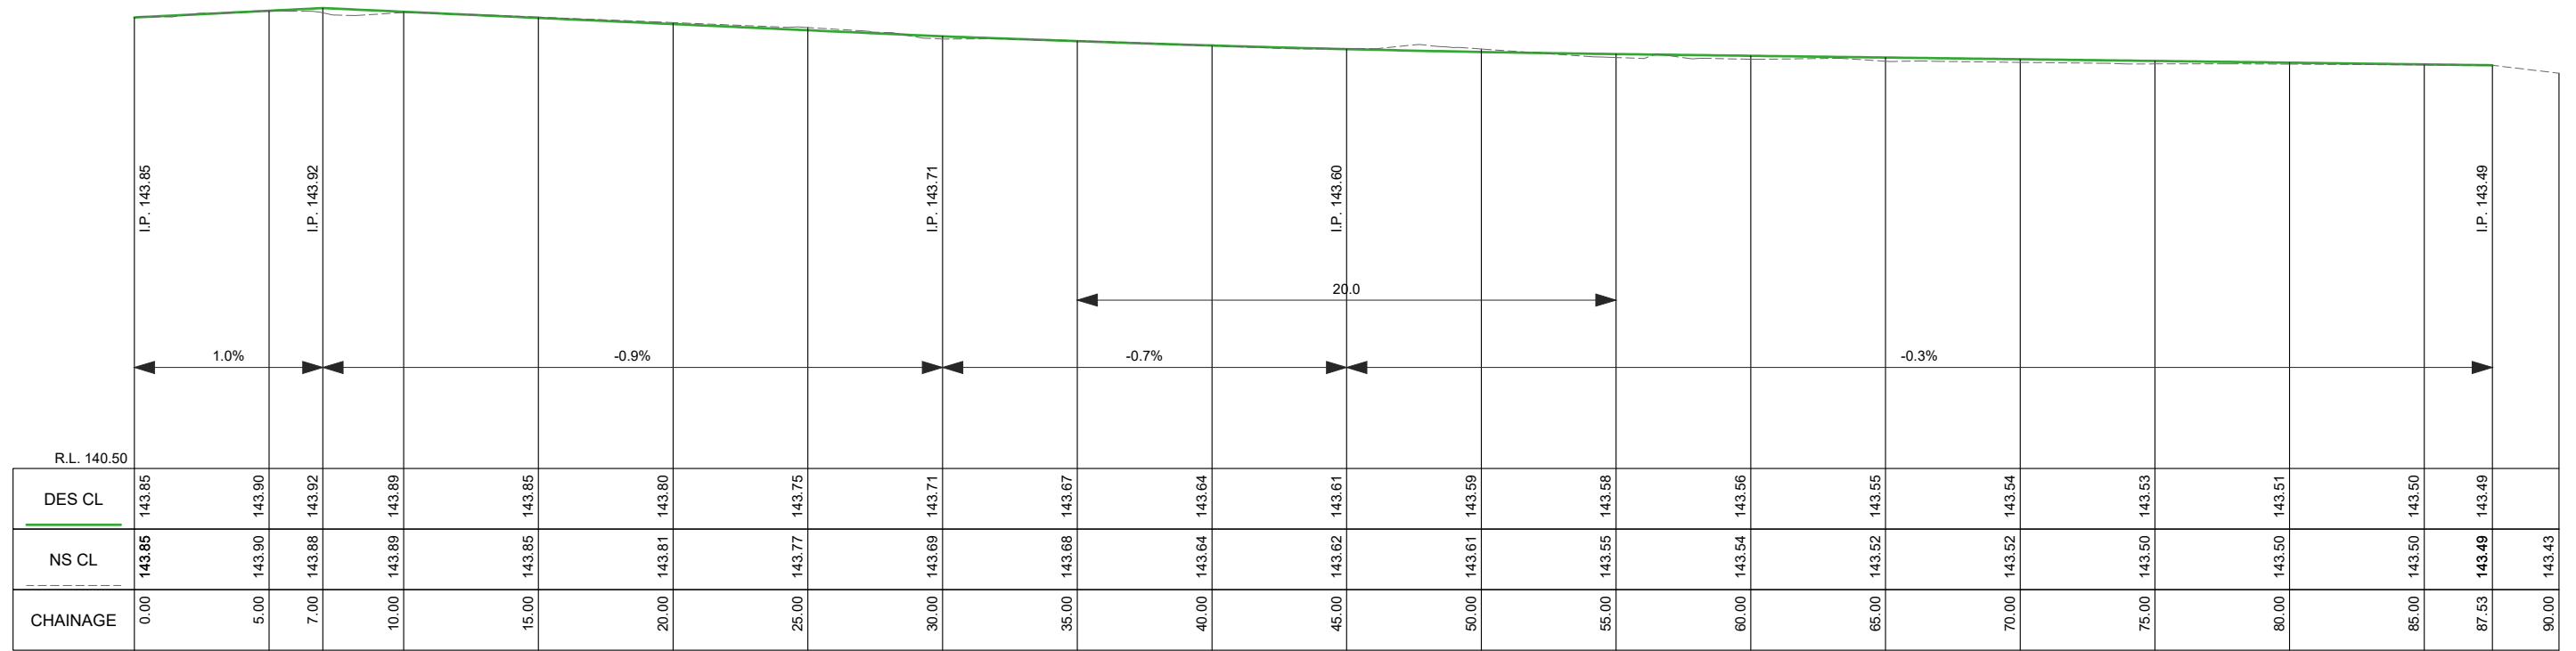 I.P. 143.85
I.P. 143.92
I.P. 143.71
I.P. 143.60
I.P. 143.49
20.0
1.0%
-0.9%
-0.7%
-0.3%
R.L. 140.50
DES CL 143.85 143.90 143.92 143.89 143.85 143.80 143.75 143.71 143.67 143.64 143.61 143.59 143.58 143.56 143.55 143.54 143.53 143.51 143.50 143.49
NS CL 143.85 143.90 143.88 143.89 143.85 143.81 143.77 143.69 143.68 143.64 143.62 143.61 143.55 143.54 143.52 143.52 143.50 143.50 143.50 143.49 143.43
CHAINAGE 0.00 5.00 7.00 10.00 15.00 20.00 25.00 30.00 35.00 40.00 45.00 50.00 55.00 60.00 65.00 70.00 75.00 80.00 85.00 87.53 90.00